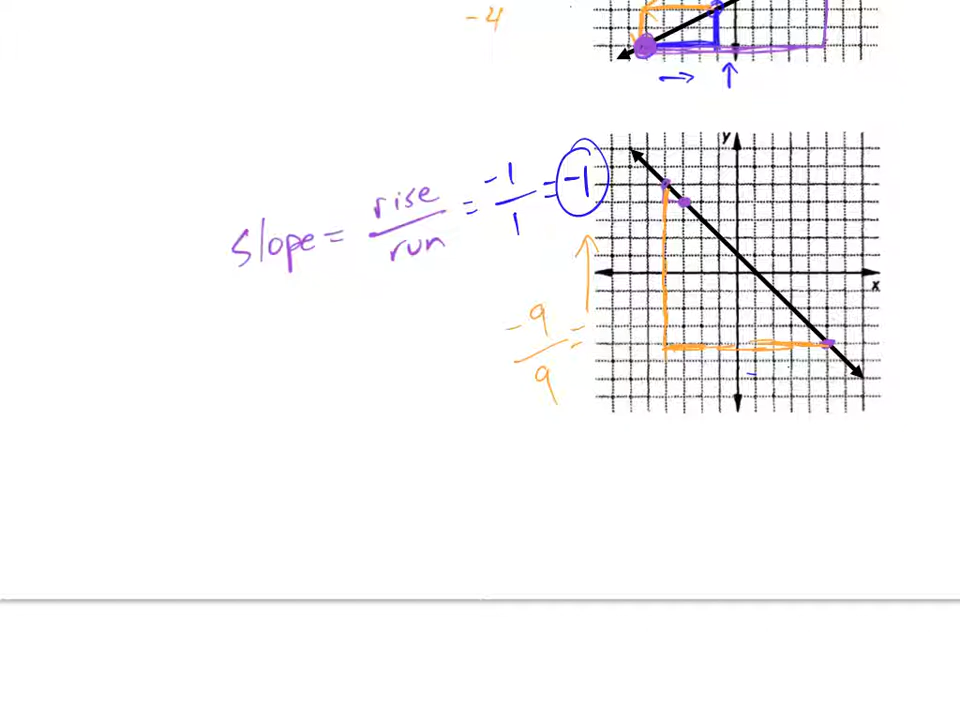 -4
y
slope = rise/run = -1/1 = -1
x
-9/9 =